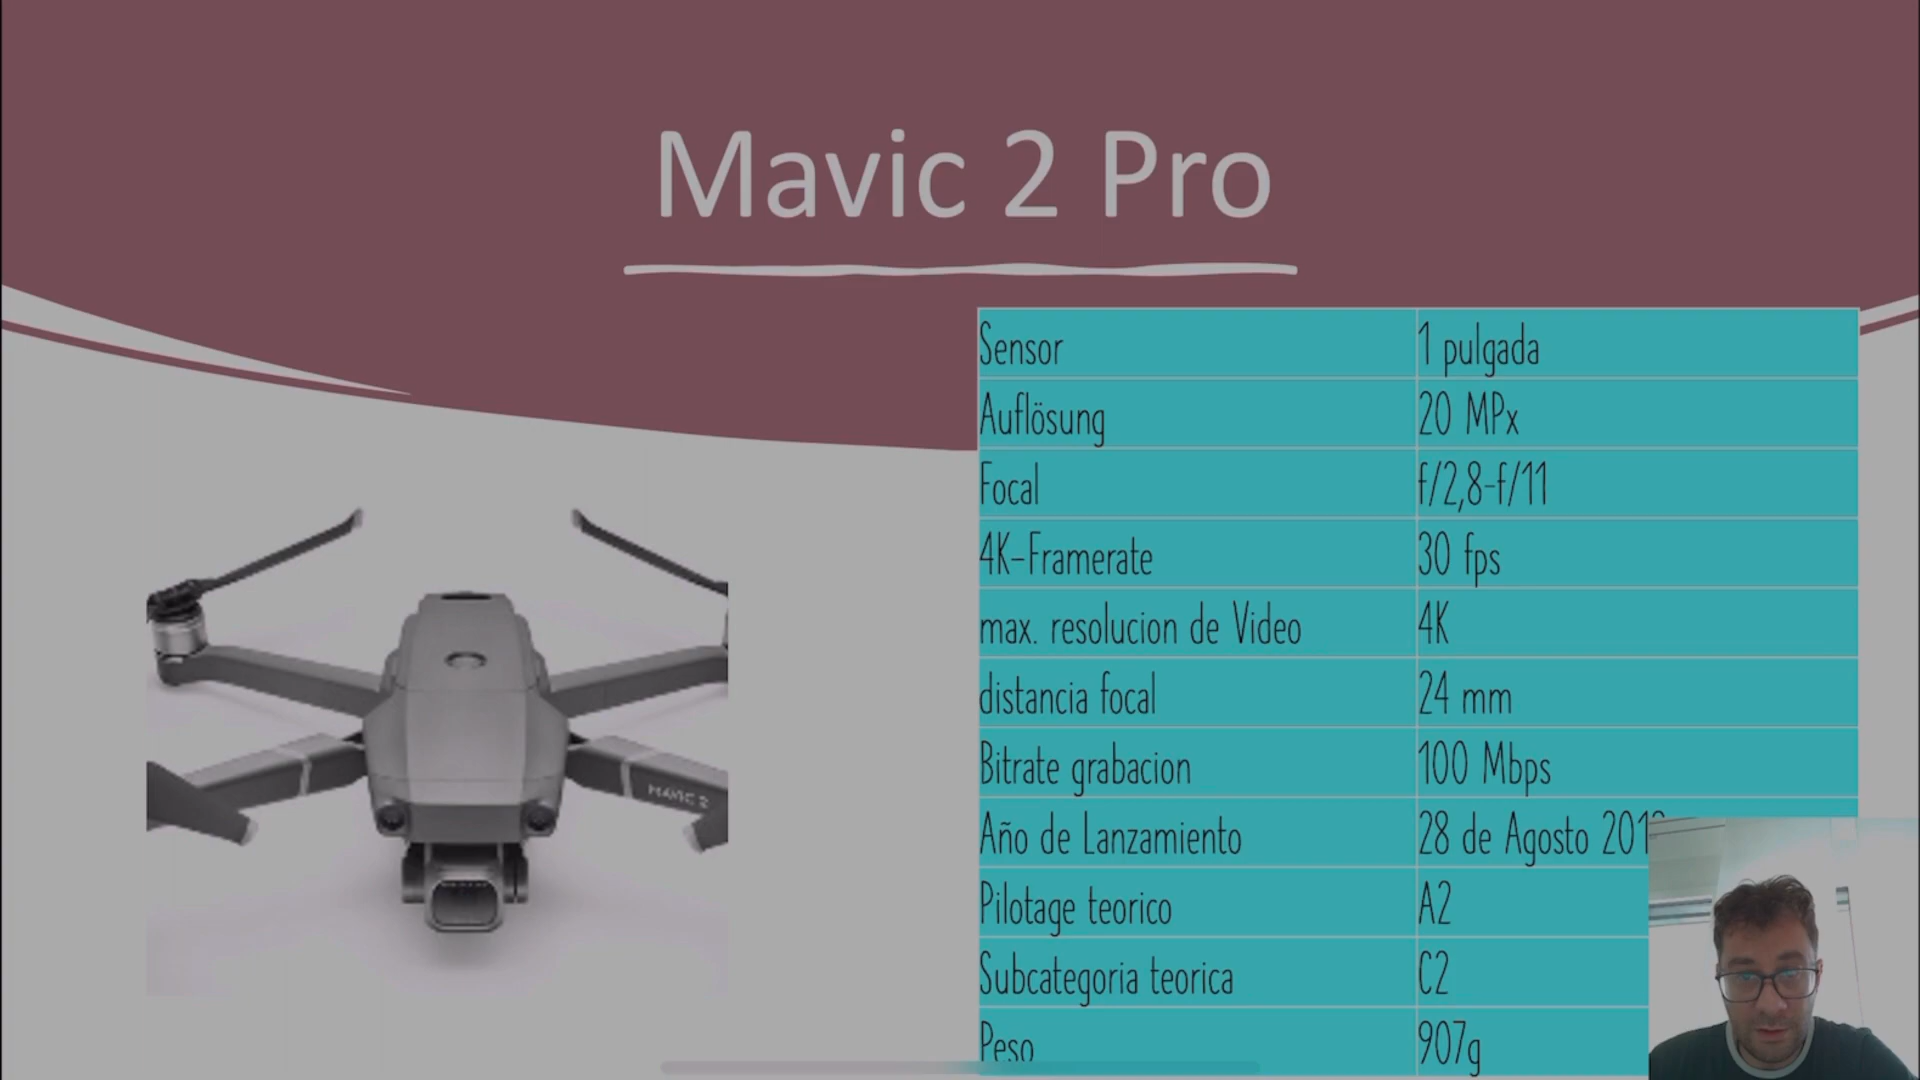 Mavic 2 Pro
Sensor 1 pulgada
Auflösung 20 MPx
Focal f/2,8-f/11
4K-Framerate 30 fps
max. resolucion de Video 4K
distancia focal 24 mm
Bitrate grabacion 100 Mbps
Año de Lanzamiento 28 de Agosto
Pilotage teorico A2
Subcategoria teorica C2
Peso 907g
MAVIC 2